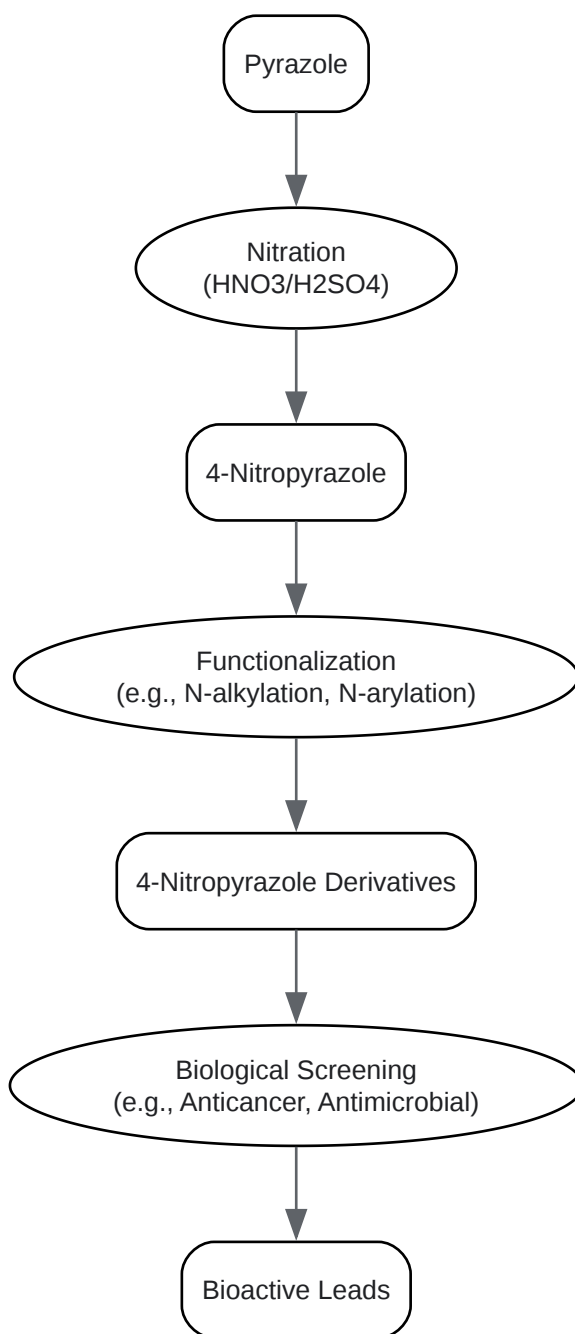 Pyrazole
Nitration
(HNO3/H2SO4)
4-Nitropyrazole
Functionalization
(e.g., N-alkylation, N-arylation)
4-Nitropyrazole Derivatives
Biological Screening
(e.g., Anticancer, Antimicrobial)
Bioactive Leads